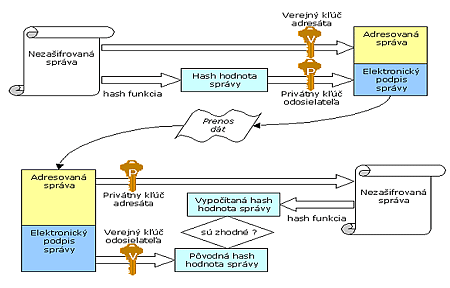 Verejný kľúč
adresáta
V
Nezašifrovaná
správa
Adresovaná
správa
hash funkcia
Hash hodnota
správy
P
Privátny kľúč
odosielateľa
Elektronický
podpis
správy
Prenos
dát
Adresovaná
správa
P
Privátny kľúč
adresáta
Nezašifrovaná
správa
Vypočítaná hash
hodnota správy
hash funkcia
sú zhodné ?
Elektronický
podpis
správy
Verejný kľúč
odosielateľa
V
Pôvodná hash
hodnota správy